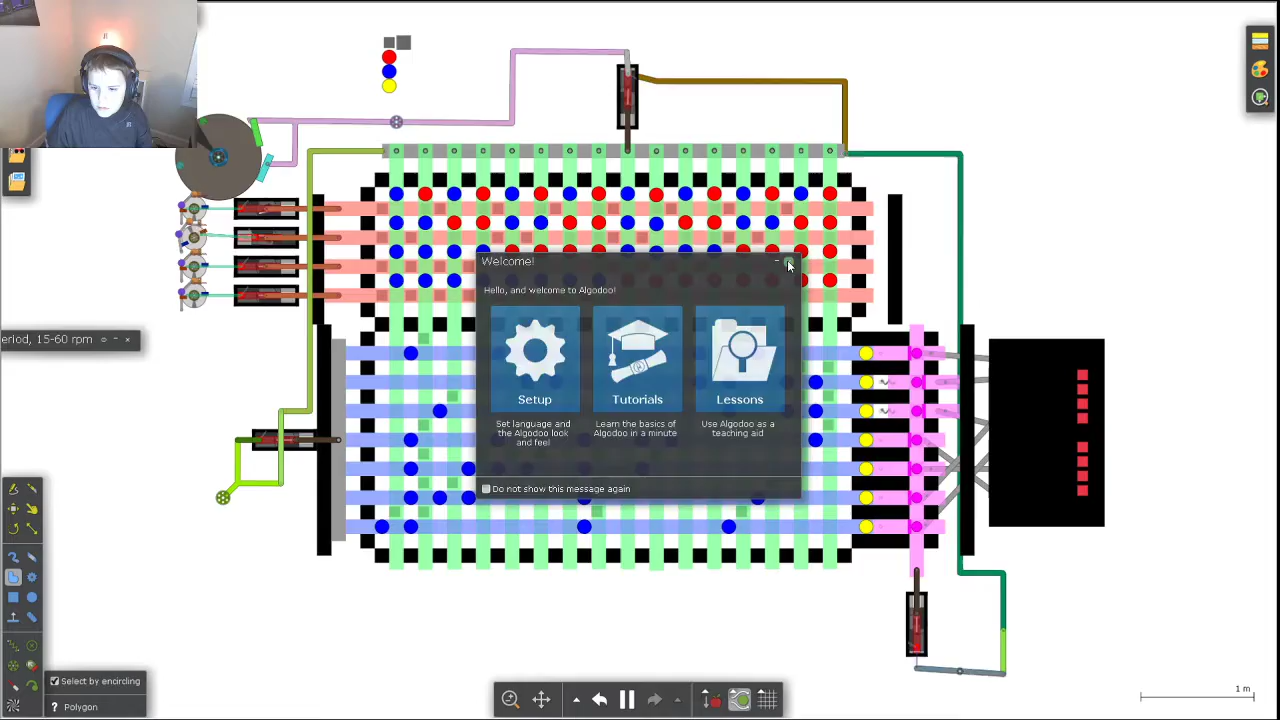 Welcome!
Hello, and welcome to Algodoo!
Setup
Tutorials
Lessons
Set language and
the Algodoo look
and feel
Learn the basics of
Algodoo in a minute
Use Algodoo as a
teaching aid
Do not show this message again
eriod, 15-60 rpm
Select by encircling
? Polygon
1 m